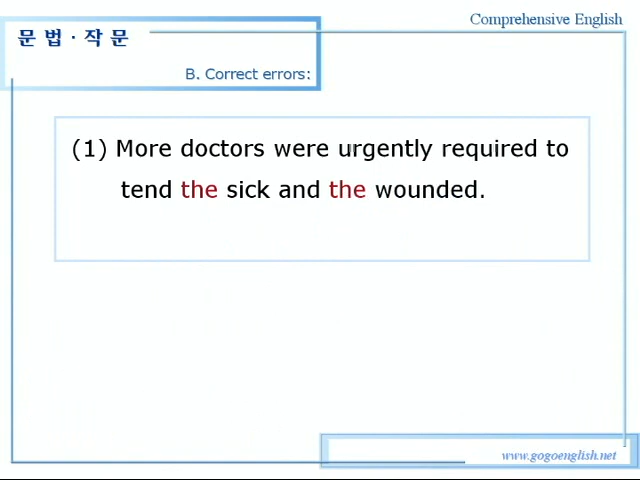 Comprehensive English
문 법 · 작 문
B. Correct errors:
(1) More doctors were urgently required to
tend the sick and the wounded.
www.gogoenglish.net